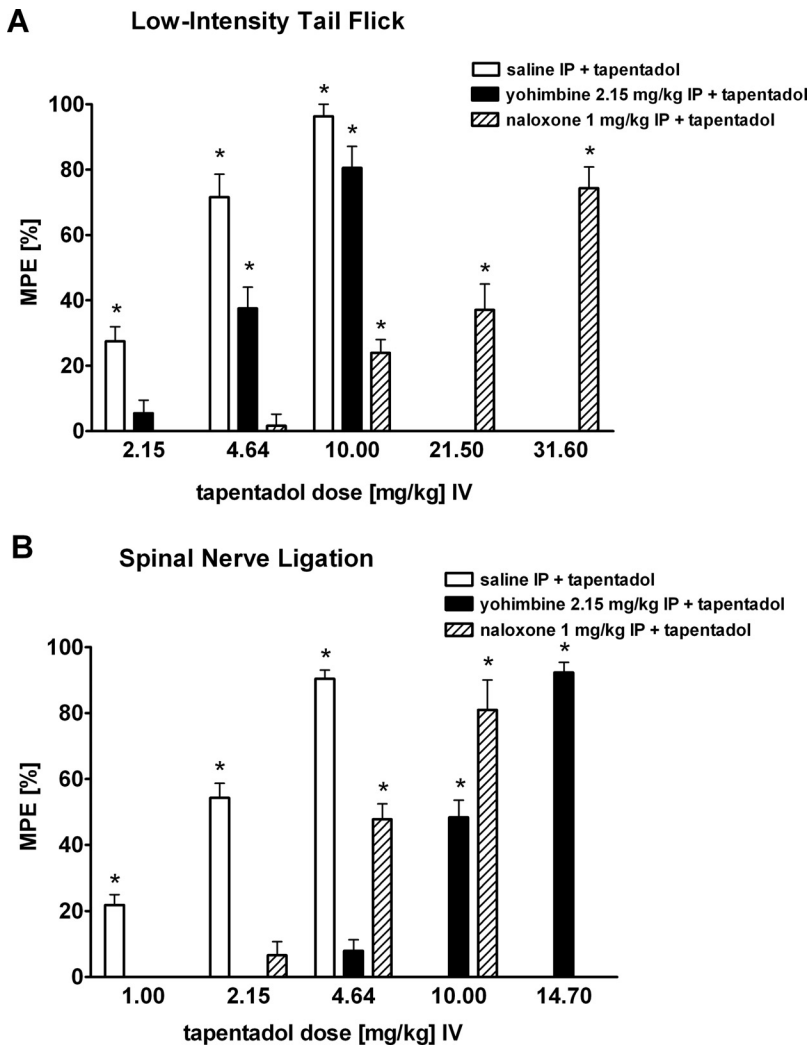 A
Low-Intensity Tail Flick
saline IP + tapentadol
yohimbine 2.15 mg/kg IP + tapentadol
naloxone 1 mg/kg IP + tapentadol
MPE [%]
100
80
60
40
20
0
* * * * * * * *
2.15 4.64 10.00 21.50 31.60
tapentadol dose [mg/kg] IV
B
Spinal Nerve Ligation
saline IP + tapentadol
yohimbine 2.15 mg/kg IP + tapentadol
naloxone 1 mg/kg IP + tapentadol
MPE [%]
100
80
60
40
20
0
* * * * * * *
1.00 2.15 4.64 10.00 14.70
tapentadol dose [mg/kg] IV